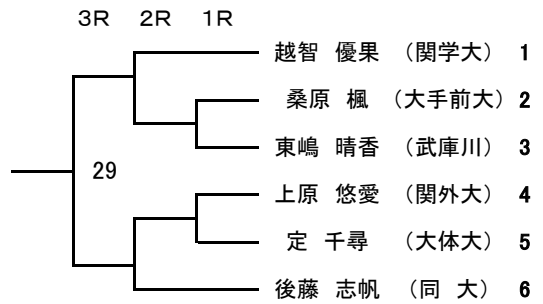 3R 2R 1R
越智 優果 （関学大） 1
桑原 楓 （大手前大） 2
東嶋 晴香 （武庫川） 3
29
上原 悠愛 （関外大） 4
定 千尋 （大体大） 5
後藤 志帆 （同 大） 6